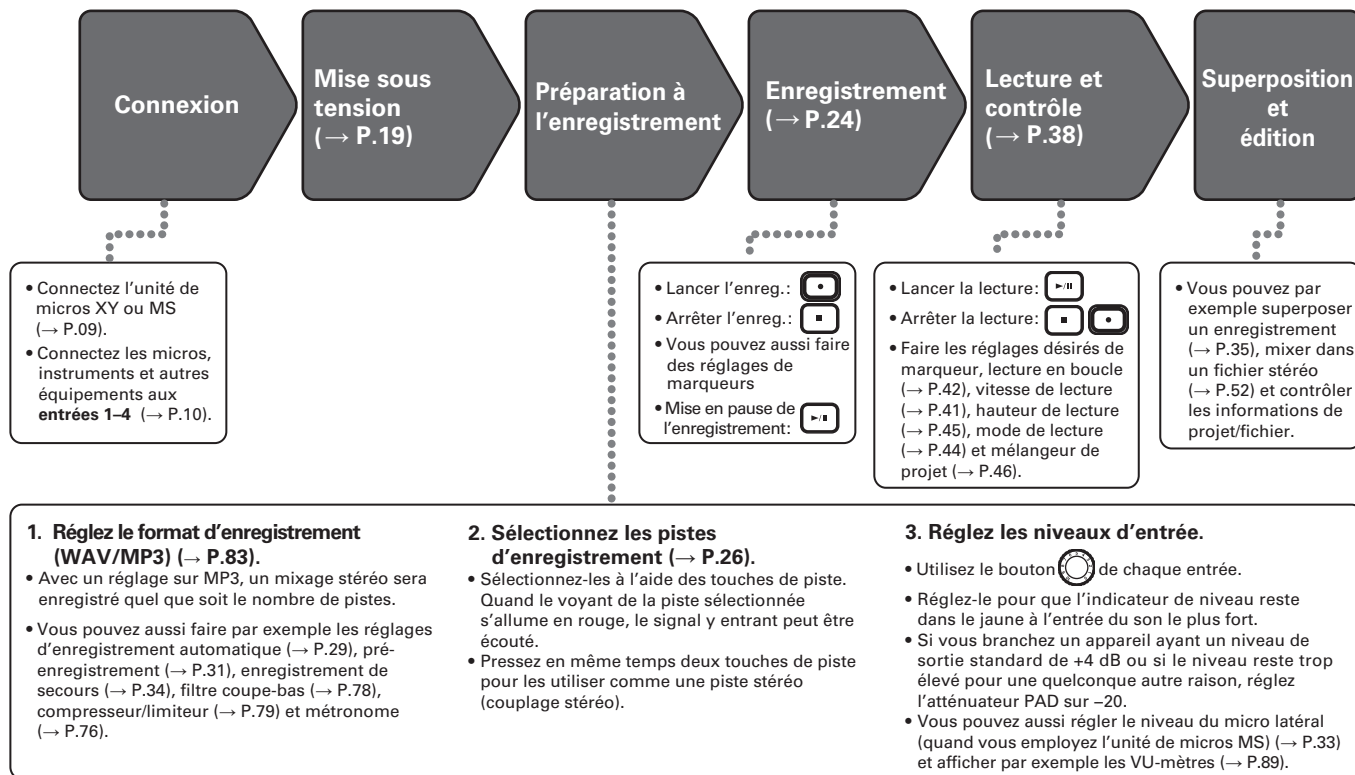 Connexion
Mise sous
tension
(→ P.19)
Préparation à
l'enregistrement
Enregistrement
(→ P.24)
Lecture et
contrôle
(→ P.38)
Superposition
et
édition
• Connectez l'unité de
micros XY ou MS
(→ P.09).
• Connectez les micros,
instruments et autres
équipements aux
entrées 1–4 (→ P.10).
• Lancer l'enreg.:
• Arrêter l'enreg.:
• Vous pouvez aussi faire
des réglages de
marqueurs
• Mise en pause de
l'enregistrement:
• Lancer la lecture:
• Arrêter la lecture:
• Faire les réglages désirés de
marqueur, lecture en boucle
(→ P.42), vitesse de lecture
(→ P.41), hauteur de lecture
(→ P.45), mode de lecture
(→ P.44) et mélangeur de
projet (→ P.46).
• Vous pouvez par
exemple superposer
un enregistrement
(→ P.35), mixer dans
un fichier stéréo
(→ P.52) et contrôler
les informations de
projet/fichier.
1. Réglez le format d'enregistrement
(WAV/MP3) (→ P.83).
• Avec un réglage sur MP3, un mixage stéréo sera
enregistré quel que soit le nombre de pistes.
• Vous pouvez aussi faire par exemple les réglages
d'enregistrement automatique (→ P.29), pré-
enregistrement (→ P.31), enregistrement de
secours (→ P.34), filtre coupe-bas (→ P.78),
compresseur/limiteur (→ P.79) et métronome
(→ P.76).
2. Sélectionnez les pistes
d'enregistrement (→ P.26).
• Sélectionnez-les à l'aide des touches de piste.
Quand le voyant de la piste sélectionnée
s'allume en rouge, le signal y entrant peut être
écouté.
• Pressez en même temps deux touches de piste
pour les utiliser comme une piste stéréo
(couplage stéréo).
3. Réglez les niveaux d'entrée.
• Utilisez le bouton de chaque entrée.
• Réglez-le pour que l'indicateur de niveau reste
dans le jaune à l'entrée du son le plus fort.
• Si vous branchez un appareil ayant un niveau de
sortie standard de +4 dB ou si le niveau reste trop
élevé pour une quelconque autre raison, réglez
l'atténuateur PAD sur –20.
• Vous pouvez aussi régler le niveau du micro latéral
(quand vous employez l'unité de micros MS) (→ P.33)
et afficher par exemple les VU-mètres (→ P.89).